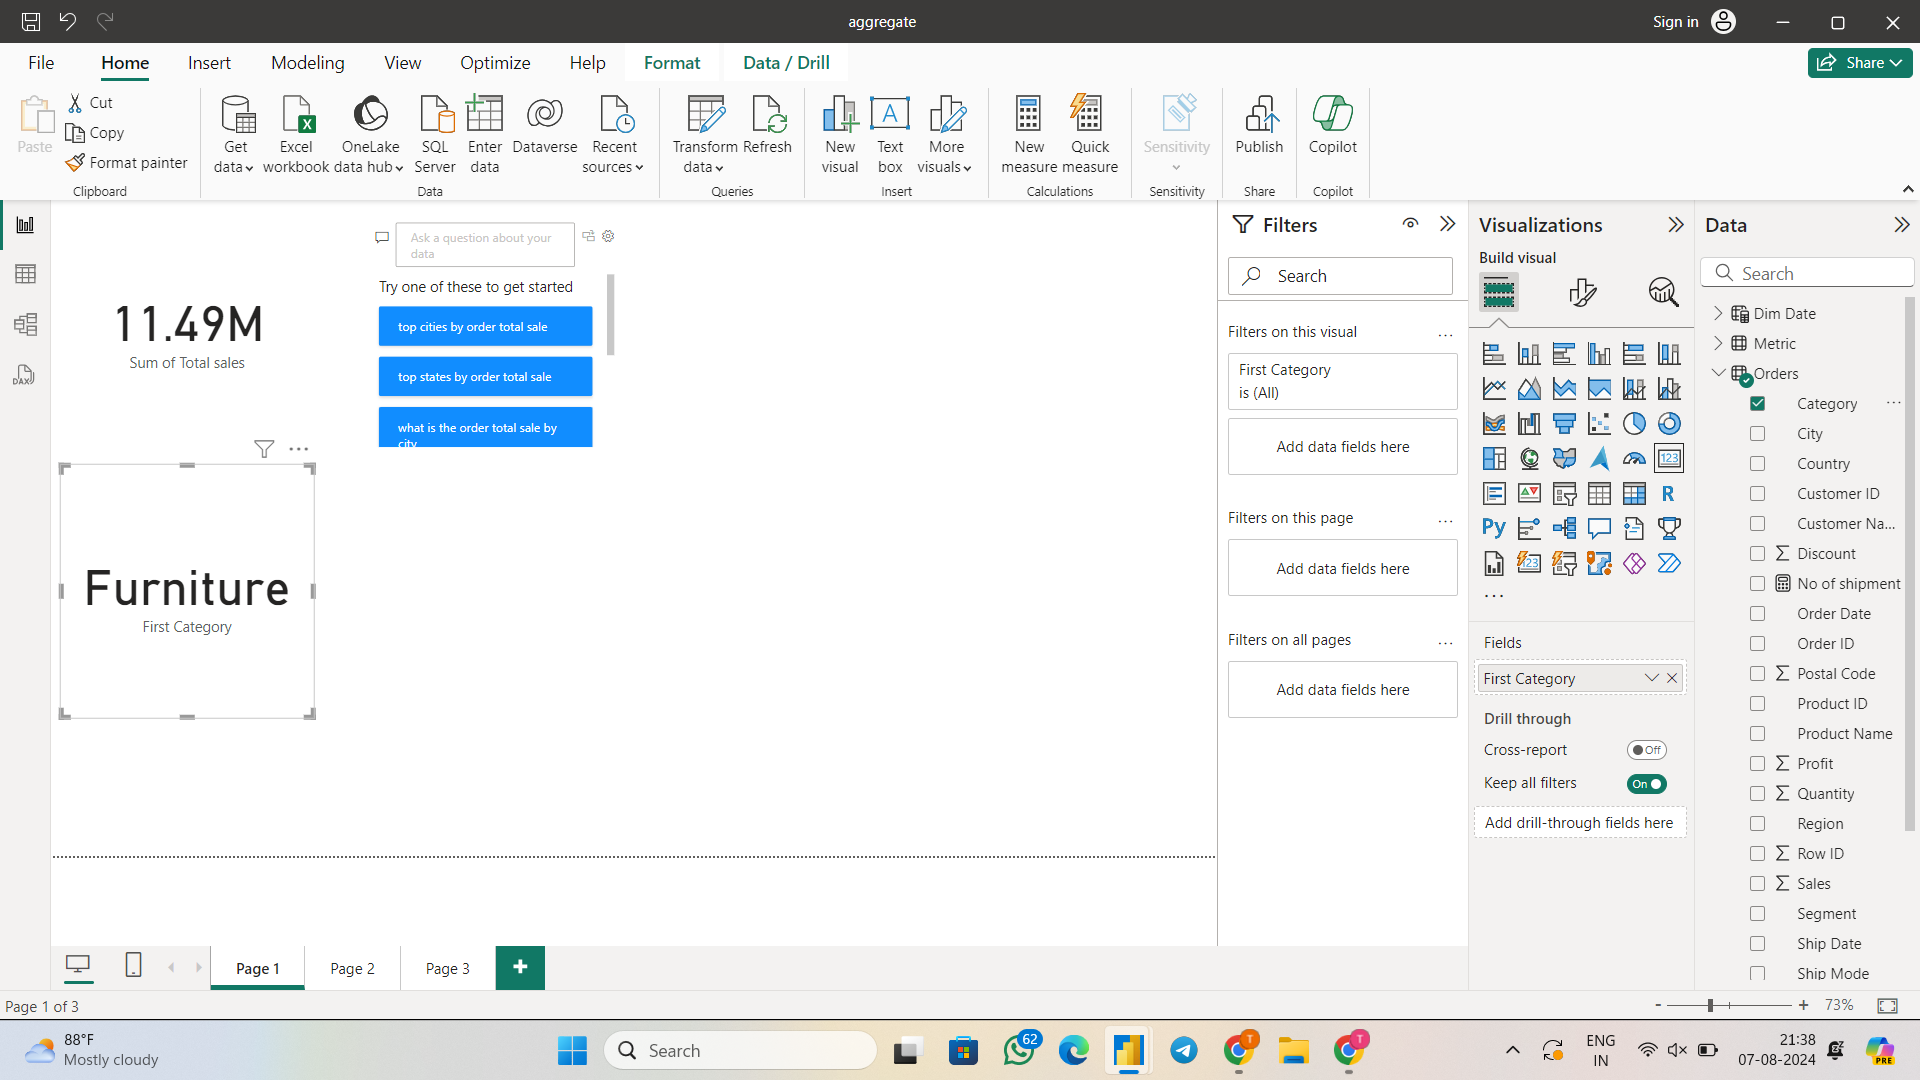 aggregate
Sign in
File
Home
Insert
Modeling
View
Optimize
Help
Format
Data / Drill
Share
Paste
Cut
Copy
Format painter
Clipboard
Get
data
Excel
workbook
OneLake
data hub
SQL
Server
Enter
data
Dataverse
Recent
sources
Data
Transform
data
Refresh
Queries
New
visual
Text
box
More
visuals
Insert
New
measure
Quick
measure
Calculations
Sensitivity
Sensitivity
Publish
Share
Copilot
Copilot
11.49M
Sum of Total sales
Ask a question about your
data
Try one of these to get started
top cities by order total sale
top states by order total sale
what is the order total sale by
city
Furniture
First Category
Filters
Search
Filters on this visual
First Category
is (All)
Add data fields here
Filters on this page
Add data fields here
Filters on all pages
Add data fields here
Visualizations
Build visual
Fields
First Category
Drill through
Cross-report
Off
Keep all filters
On
Add drill-through fields here
Data
Search
Dim Date
Metric
Orders
Category
City
Country
Customer ID
Customer Na...
Discount
No of shipment
Order Date
Order ID
Postal Code
Product ID
Product Name
Profit
Quantity
Region
Row ID
Sales
Segment
Ship Date
Ship Mode
Page 1
Page 2
Page 3
Page 1 of 3
73%
88°F
Mostly cloudy
Search
62
ENG
IN
21:38
07-08-2024
PRE
DAX
123
R
Py
123
T
T